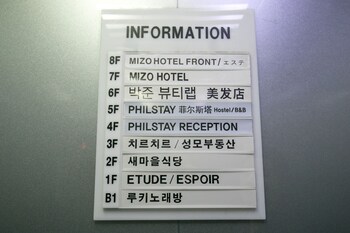 INFORMATION
8F MIZO HOTEL FRONT / エステ
7F MIZO HOTEL
6F 박준 뷰티랩 美发店
5F PHILSTAY 菲尔斯塔 Hostel/B&B
4F PHILSTAY RECEPTION
3F 치르치르 / 성모부동산
2F 새마을식당
1F ETUDE / ESPOIR
B1 루키노래방